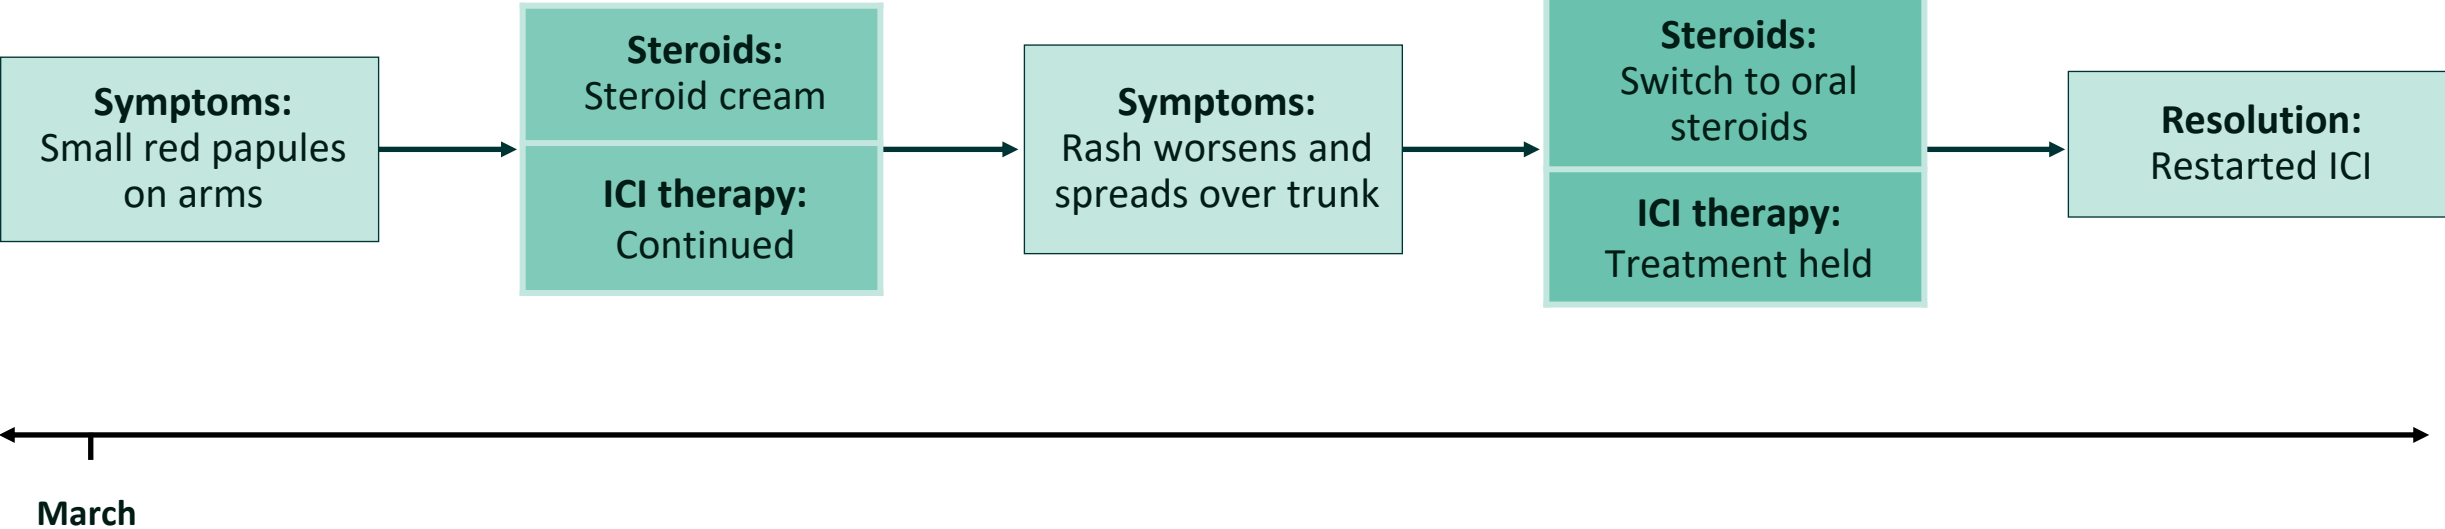 Symptoms:
Small red papules
on arms
Steroids:
Steroid cream
ICI therapy:
Continued
Symptoms:
Rash worsens and
spreads over trunk
Steroids:
Switch to oral
steroids
ICI therapy:
Treatment held
Resolution:
Restarted ICI
March